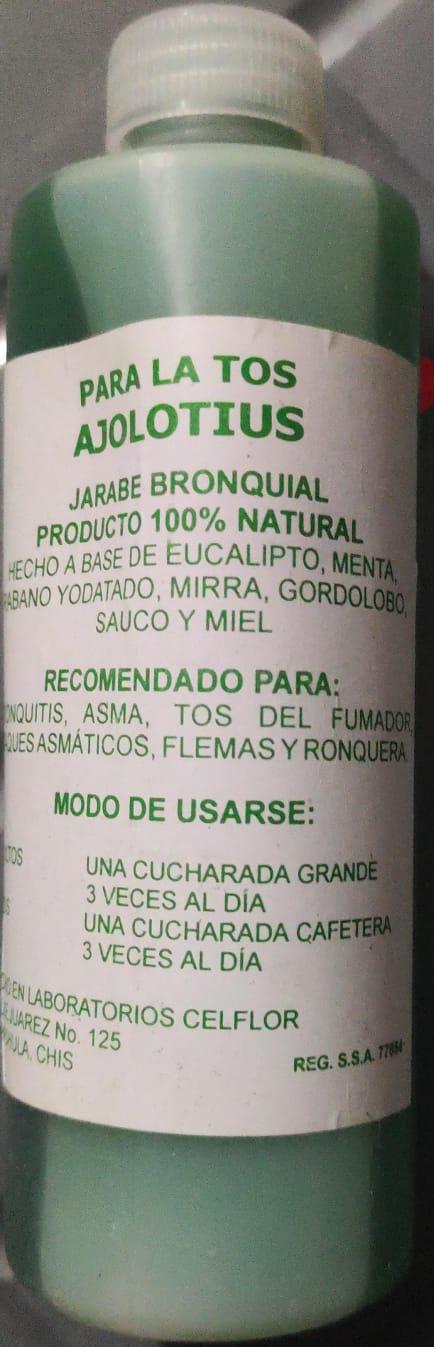 PARA LA TOS
AJOLOTIUS
JARABE BRONQUIAL
PRODUCTO 100% NATURAL
HECHO A BASE DE EUCALIPTO, MENTA,
YODATADO, MIRRA, GORDOLOBO,
SAUCO Y MIEL
RECOMENDADO PARA:
ASMA, TOS DEL FUMADOR,
ASMÁTICOS, FLEMAS Y RONQUERA.
MODO DE USARSE:
UNA CUCHARADA GRANDE
3 VECES AL DÍA
UNA CUCHARADA CAFETERA
3 VECES AL DÍA
EN LABORATORIOS CELFLOR
JUAREZ No. 125
CHIS
REG. S.S.A.